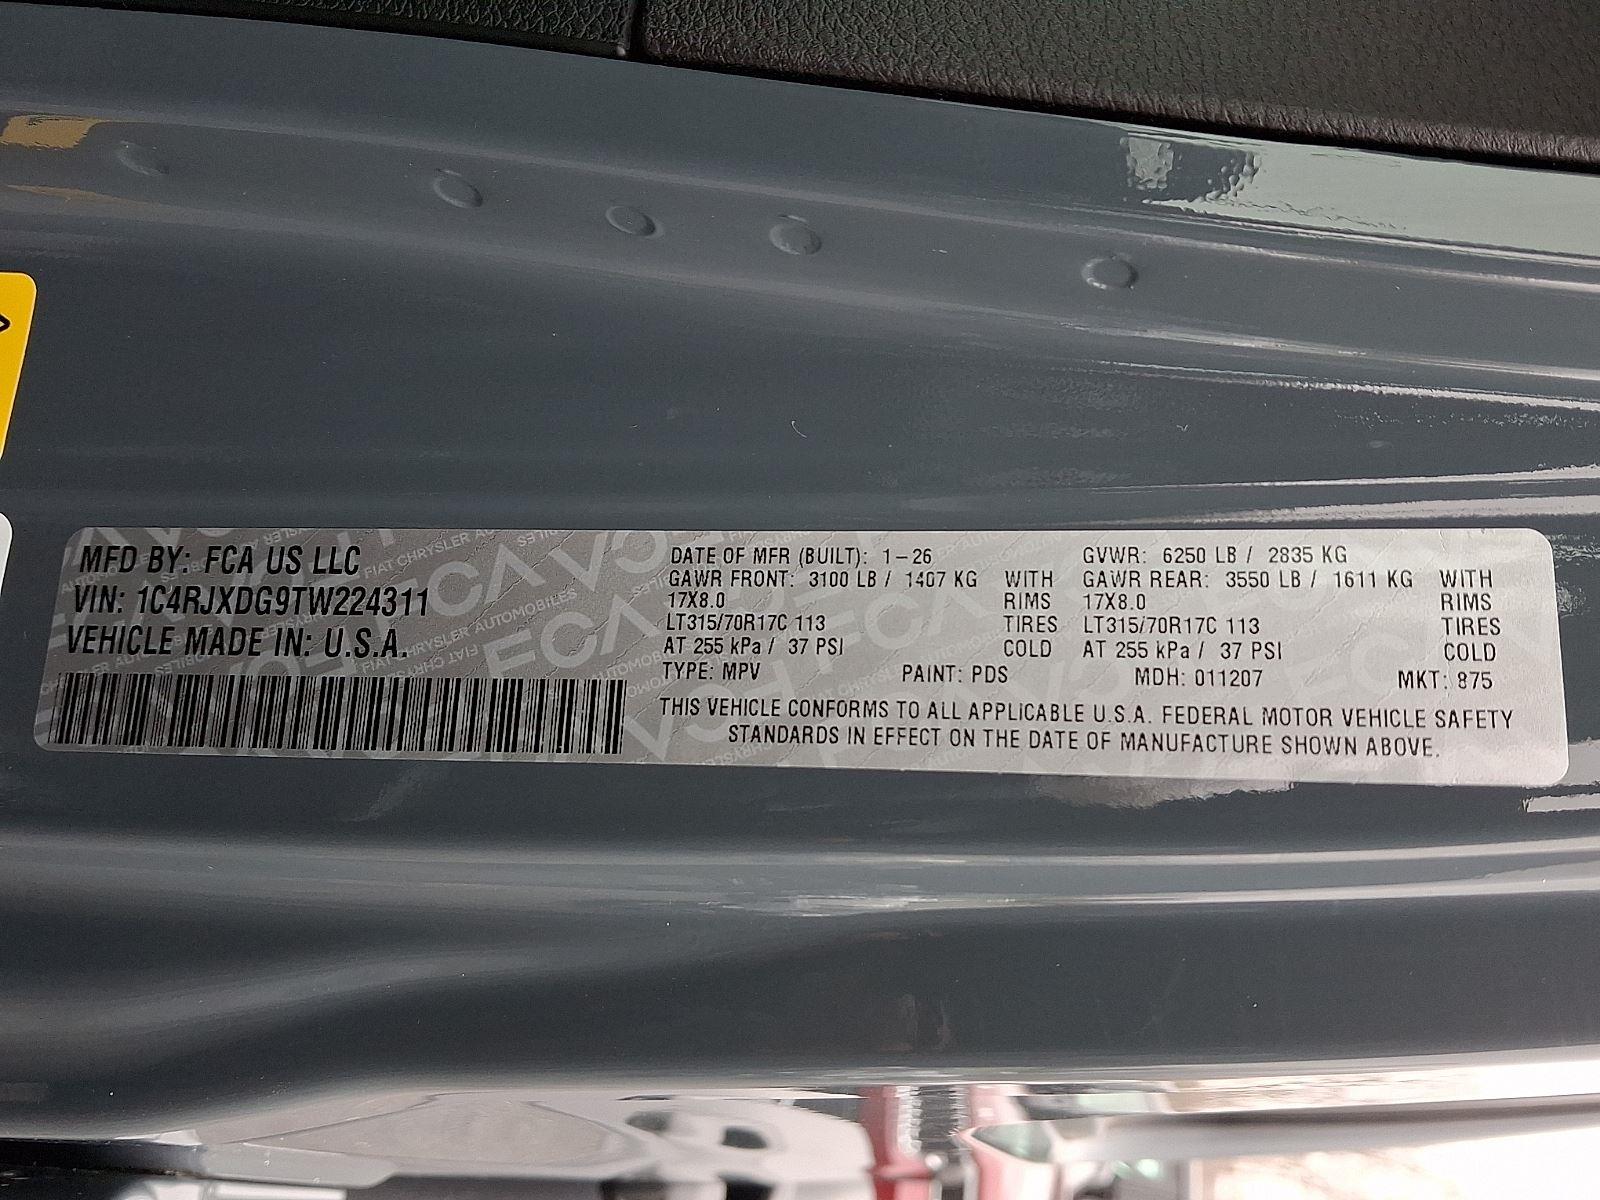 MFD BY: FCA US LLC
VIN: 1C4RJXDG9TW224311
VEHICLE MADE IN: U.S.A.
DATE OF MFR (BUILT): 1-26 GVWR: 6250 LB / 2835 KG
GAWR FRONT: 3100 LB / 1407 KG WITH GAWR REAR: 3550 LB / 1611 KG WITH
17X8.0 RIMS 17X8.0 RIMS
LT315/70R17C 113 TIRES LT315/70R17C 113 TIRES
AT 255 kPa / 37 PSI COLD AT 255 kPa / 37 PSI COLD
TYPE: MPV PAINT: PDS MDH: 011207 MKT: 875
THIS VEHICLE CONFORMS TO ALL APPLICABLE U.S.A. FEDERAL MOTOR VEHICLE SAFETY
STANDARDS IN EFFECT ON THE DATE OF MANUFACTURE SHOWN ABOVE.